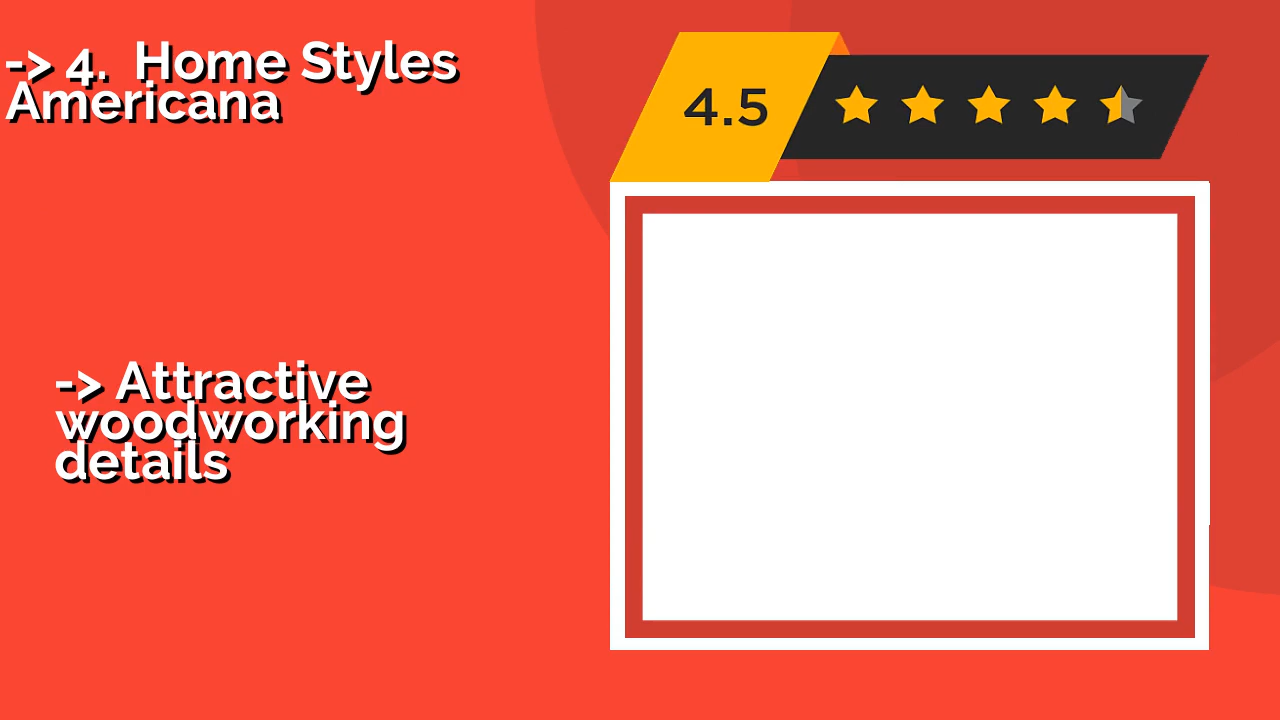 -> 4.  Home Styles
Americana
4.5
-> Attractive
woodworking
details